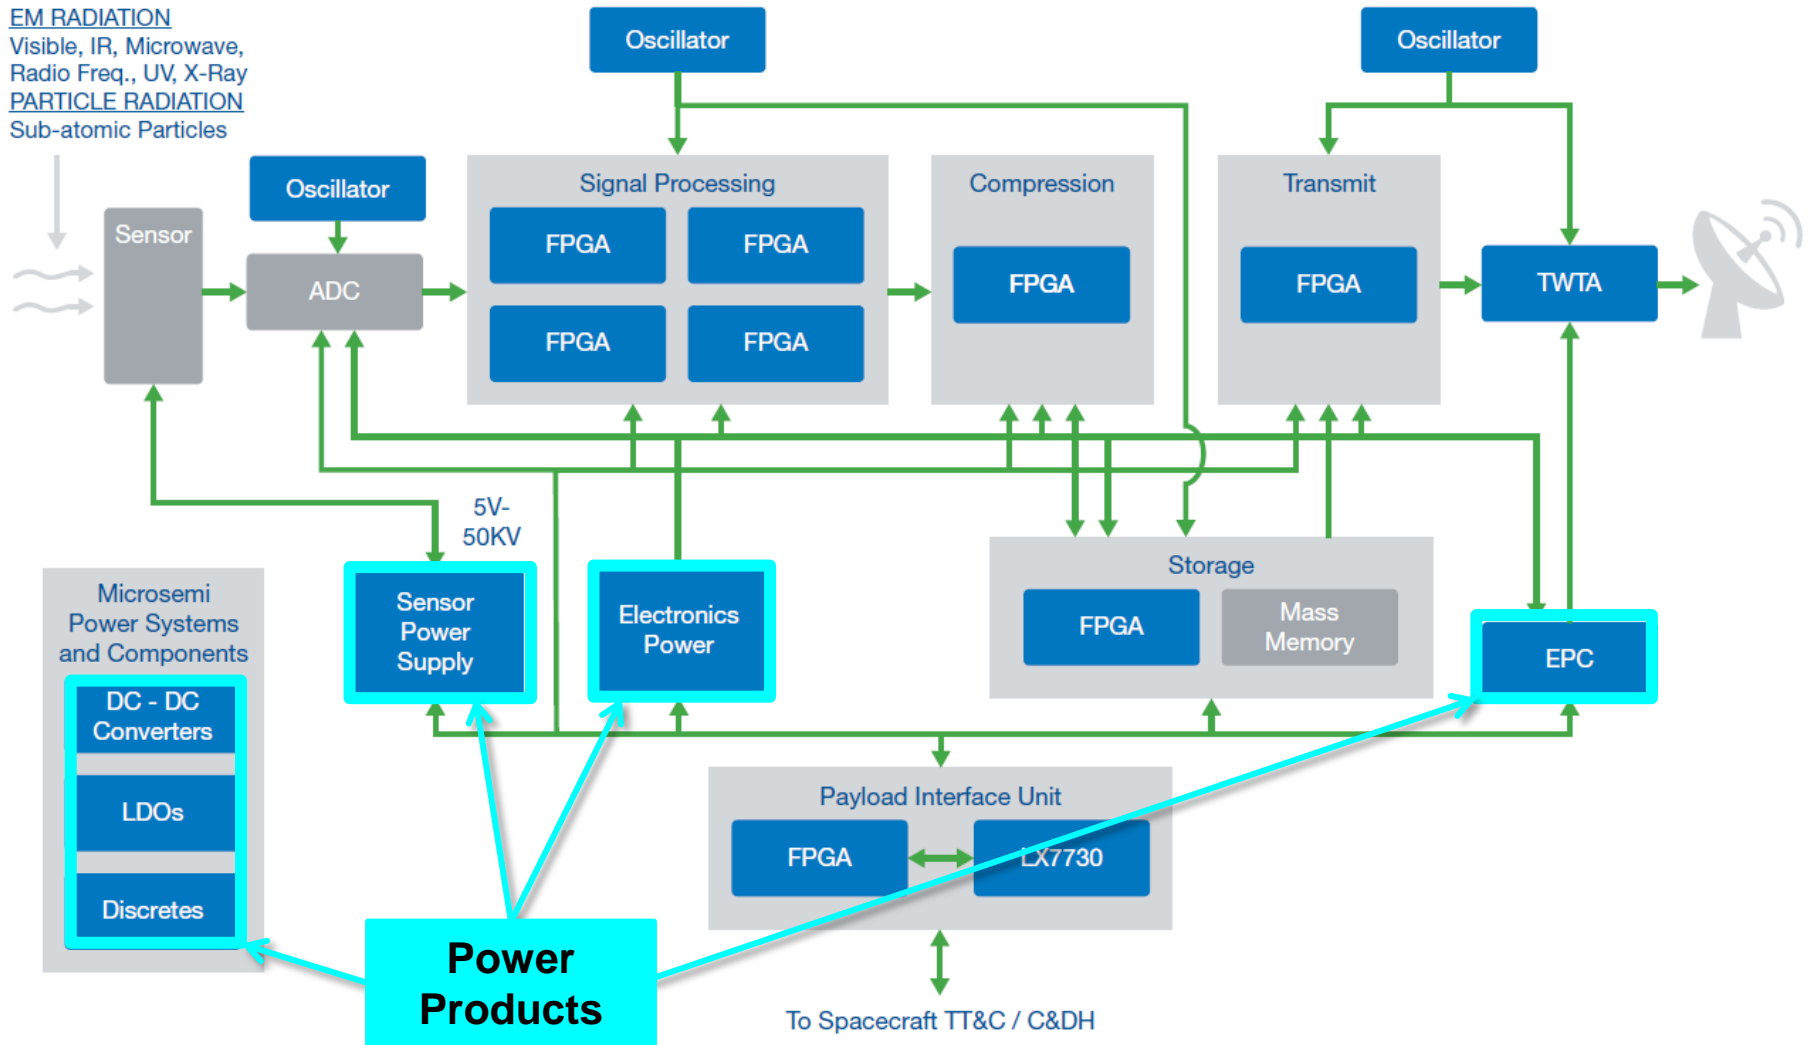 EM RADIATION
Visible, IR, Microwave,
Radio Freq., UV, X-Ray
PARTICLE RADIATION
Sub-atomic Particles
Oscillator
Oscillator
Oscillator
Sensor
ADC
Signal Processing
FPGA
FPGA
FPGA
FPGA
Compression
FPGA
Transmit
FPGA
TWTA
5V-
50KV
Microsemi
Power Systems
and Components
DC - DC
Converters
LDOs
Discretes
Sensor
Power
Supply
Electronics
Power
Storage
FPGA
Mass
Memory
EPC
Payload Interface Unit
FPGA
LX7730
Power
Products
To Spacecraft TT&C / C&DH